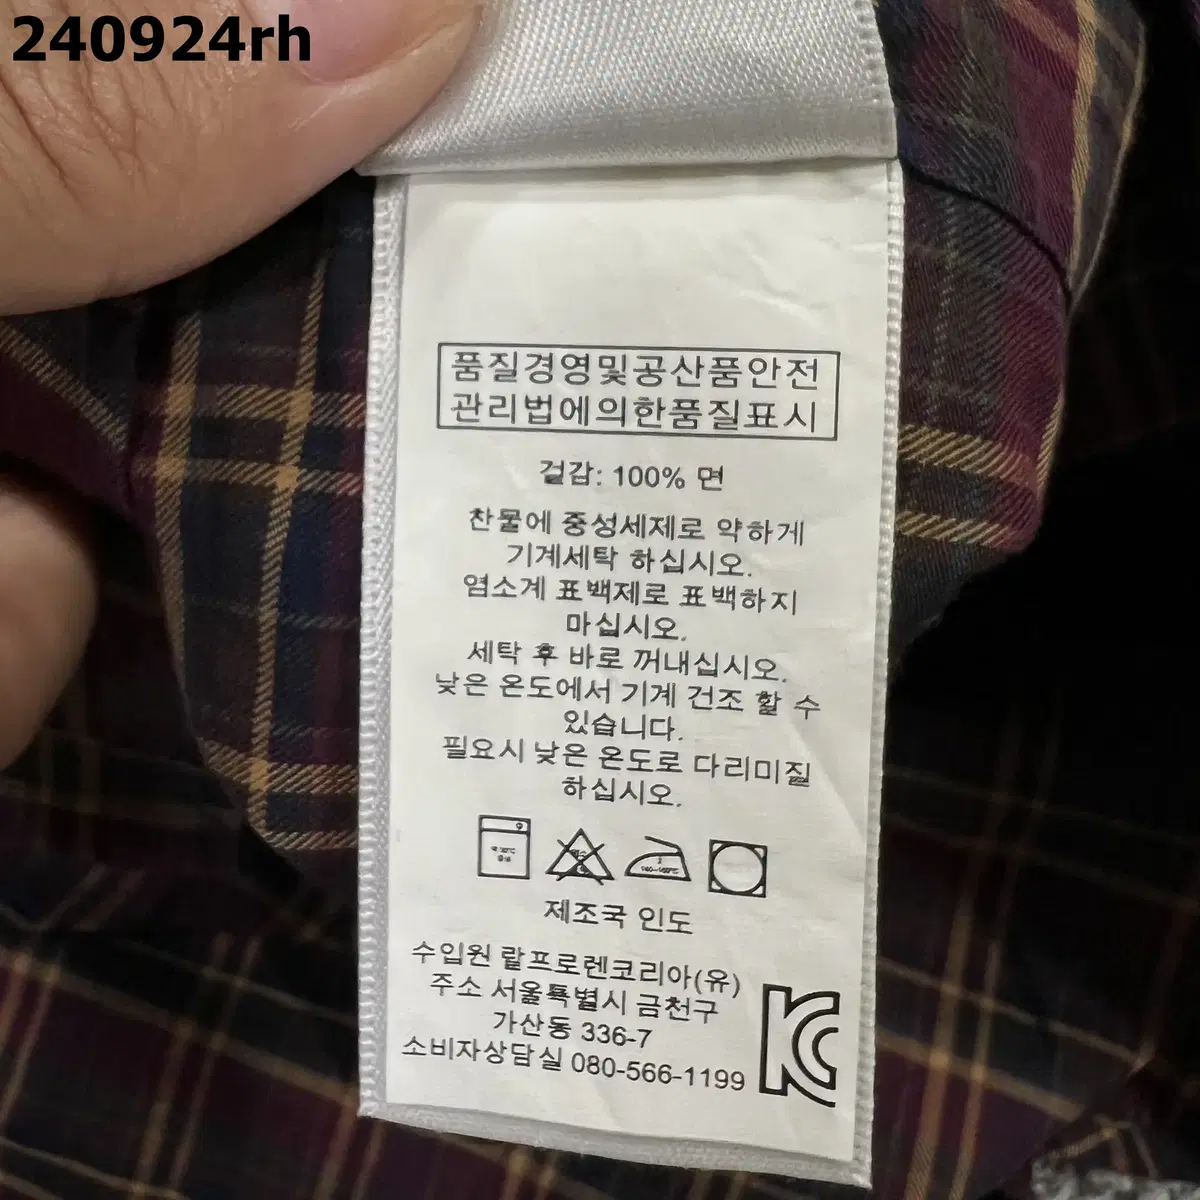 240924rh
품질경영및공산품안전
관리법에의한품질표시
겉감: 100% 면
찬물에 중성세제로 약하게
기계세탁 하십시오.
염소계 표백제로 표백하지
마십시오.
세탁 후 바로 꺼내십시오.
낮은 온도에서 기계 건조 할 수
있습니다.
필요시 낮은 온도로 다리미질
하십시오.
제조국 인도
수입원 랄프로렌코리아(유)
주소 서울특별시 금천구
가산동 336-7
소비자상담실 080-566-1199